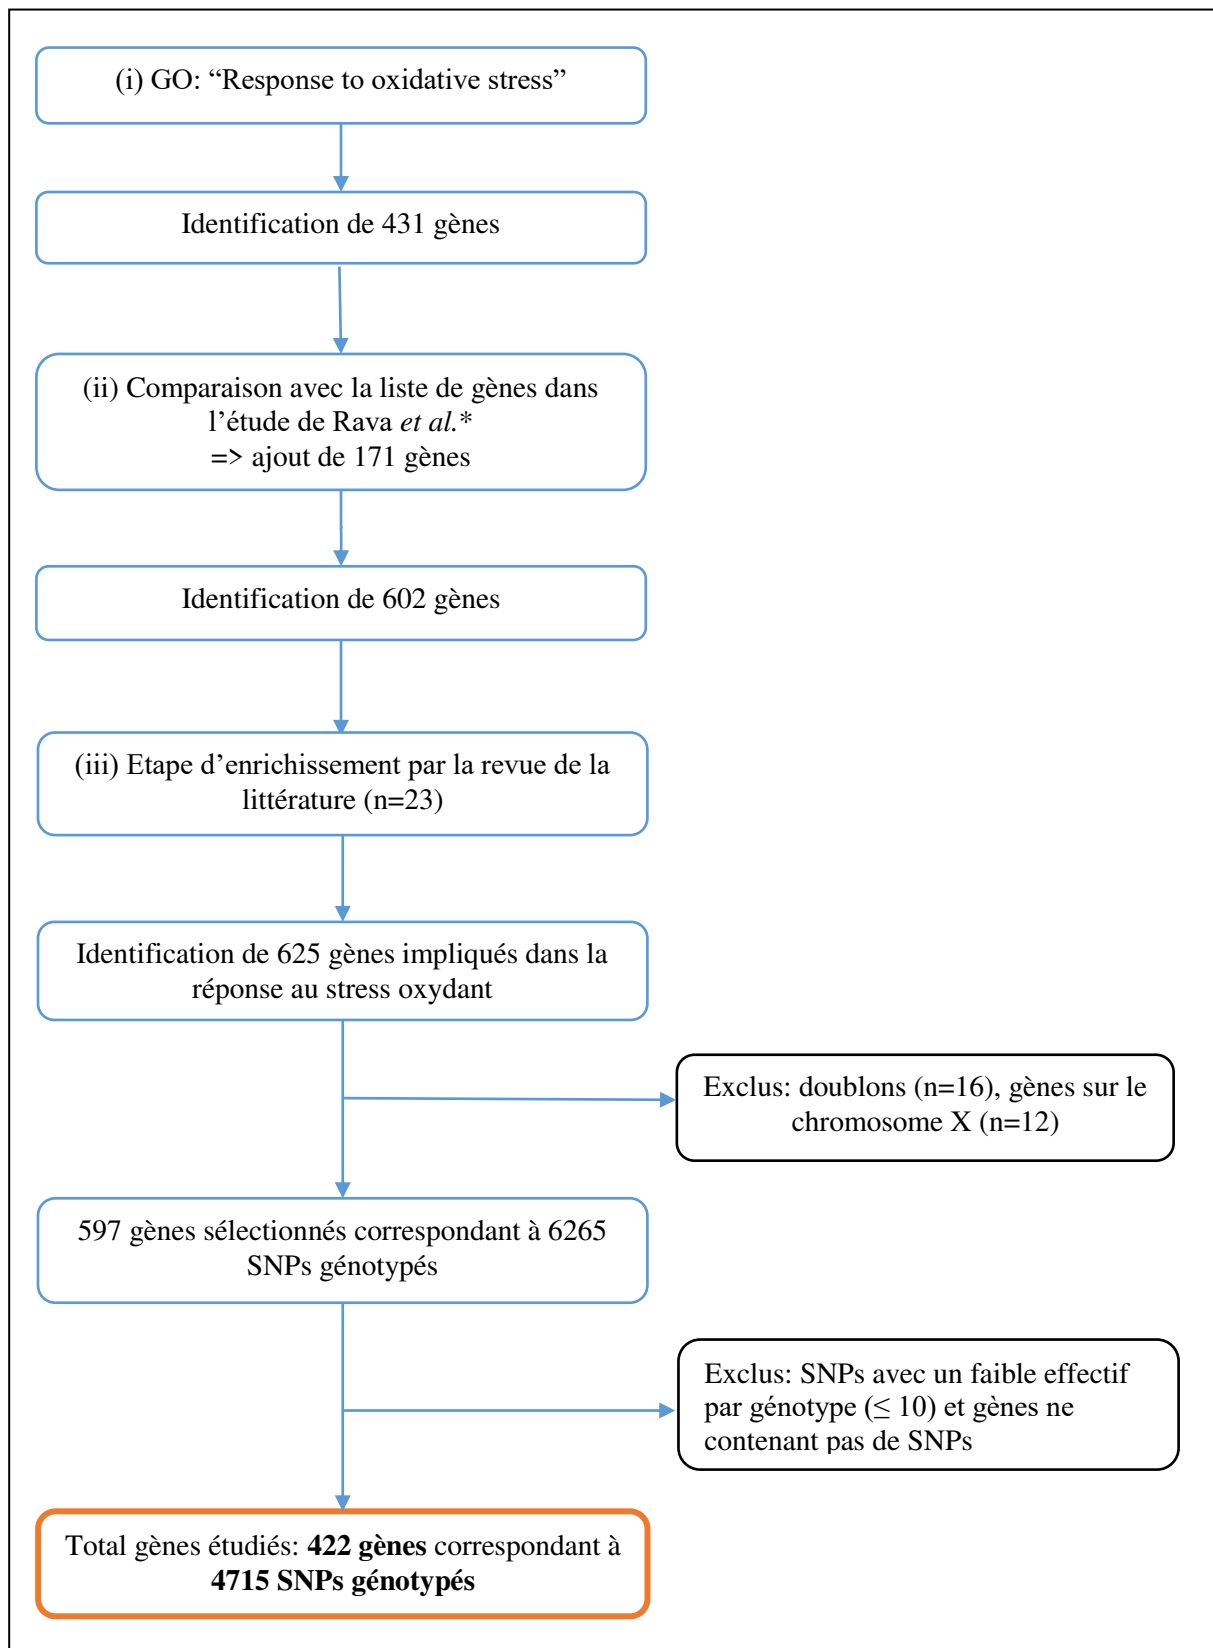 (i) GO: “Response to oxidative stress”
Identification de 431 gènes
(ii) Comparaison avec la liste de gènes dans
l’étude de Rava et al.*
=> ajout de 171 gènes
Identification de 602 gènes
(iii) Etape d’enrichissement par la revue de la
littérature (n=23)
Identification de 625 gènes impliqués dans la
réponse au stress oxydant
Exclus: doublons (n=16), gènes sur le
chromosome X (n=12)
597 gènes sélectionnés correspondant à 6265
SNPs génotypés
Exclus: SNPs avec un faible effectif
par génotype (≤ 10) et gènes ne
contenant pas de SNPs
Total gènes étudiés: 422 gènes correspondant à
4715 SNPs génotypés